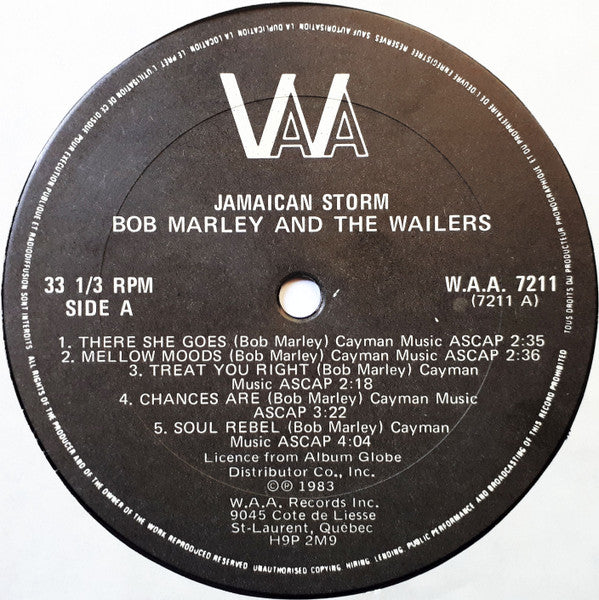 WAA
JAMAICAN STORM
BOB MARLEY AND THE WAILERS
33 1/3 RPM
SIDE A
W.A.A. 7211
(7211 A)
1. THERE SHE GOES (Bob Marley) Cayman Music ASCAP 2:35
2. MELLOW MOODS (Bob Marley) Cayman Music ASCAP 2:36
3. TREAT YOU RIGHT (Bob Marley) Cayman
Music ASCAP 2:18
4. CHANCES ARE (Bob Marley) Cayman Music
ASCAP 3:22
5. SOUL REBEL (Bob Marley) Cayman
Music ASCAP 4:04
Licence from Album Globe
Distributor Co., Inc.
©℗ 1983
W.A.A. Records Inc.
9045 Cote de Liesse
St-Laurent, Québec
H9P 2M9
TOUS DROITS DU PRODUCTEUR PHONOGRAPHIQUE ET DU PROPRIETAIRE DE L'OEUVRE ENREGISTREE RESERVES SAUF AUTORISATION LA DUPLICATION LA LOCATION LE PRET L'UTILISATION DE CE DISQUE POUR EXECUTION PUBLIQUE ET RADIODIFFUSION SONT INTERDITS
ALL RIGHTS OF THE PRODUCER AND OF THE OWNER OF THE WORK REPRODUCED RESERVED UNAUTHORISED COPYING HIRING LENDING PUBLIC PERFORMANCE AND BROADCASTING OF THIS RECORD PROHIBITED